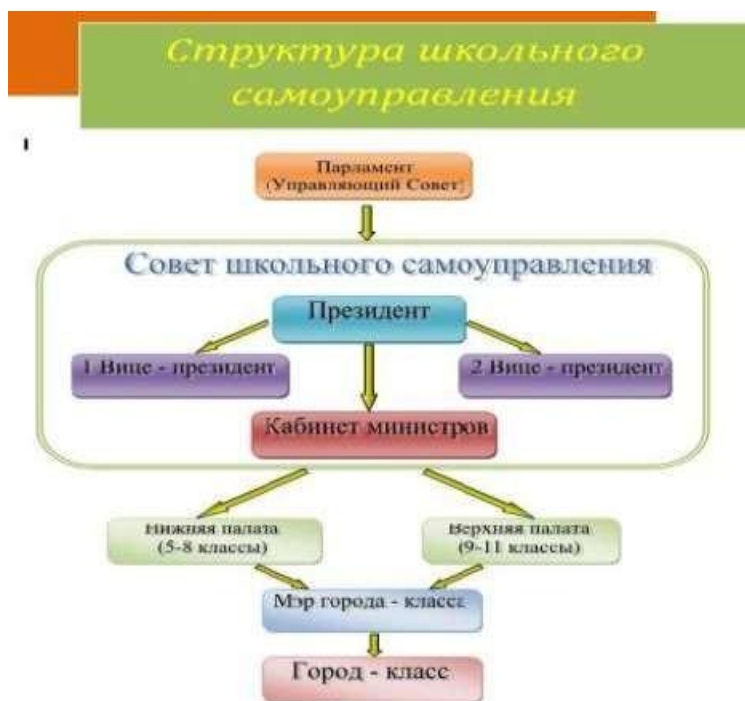 Структура школьного
самоуправления
Парламент
(Управляющий Совет)
Совет школьного самоуправления
Президент
1 Вице - президент
2 Вице - президент
Кабинет министров
Нижняя палата
(5-8 классы)
Верхняя палата
(9-11 классы)
Мэр города - класса
Город - класс